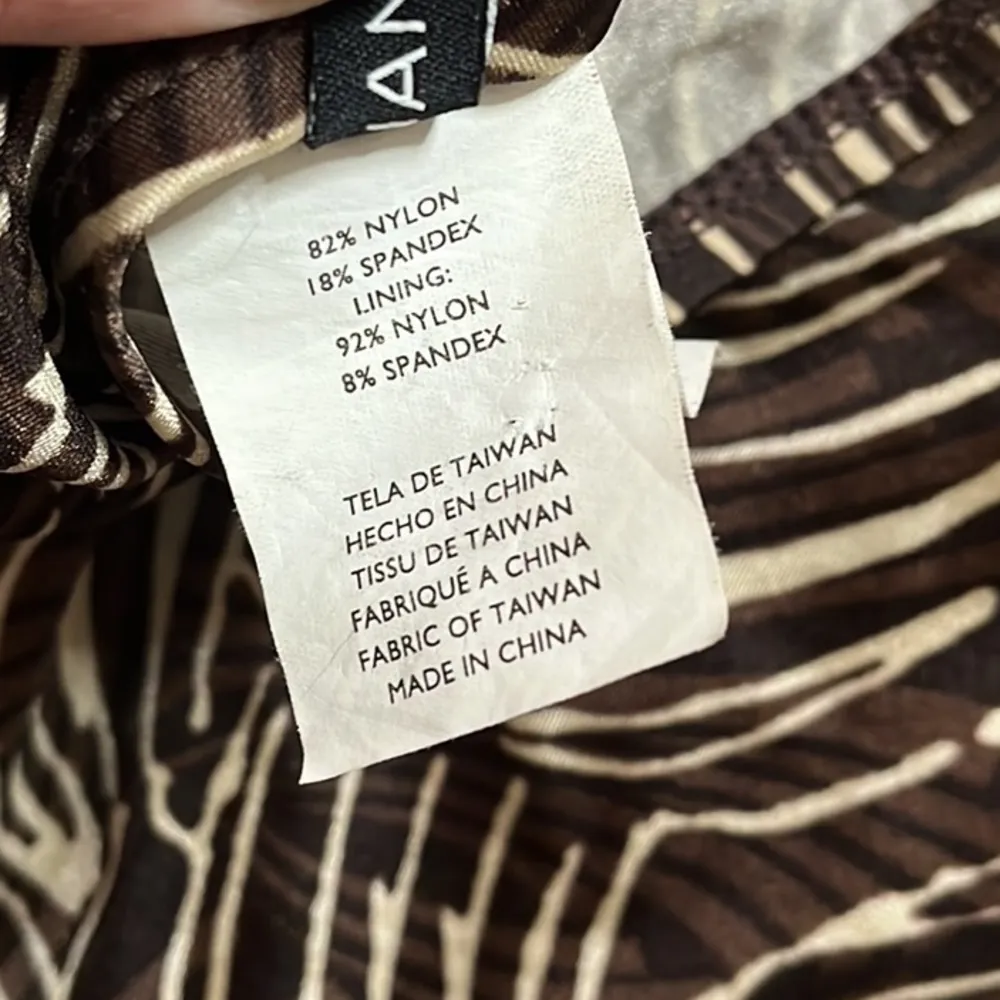 82% NYLON
18% SPANDEX
LINING:
92% NYLON
8% SPANDEX
TELA DE TAIWAN
HECHO EN CHINA
TISSU DE TAIWAN
FABRIQUÉ A CHINA
FABRIC OF TAIWAN
MADE IN CHINA